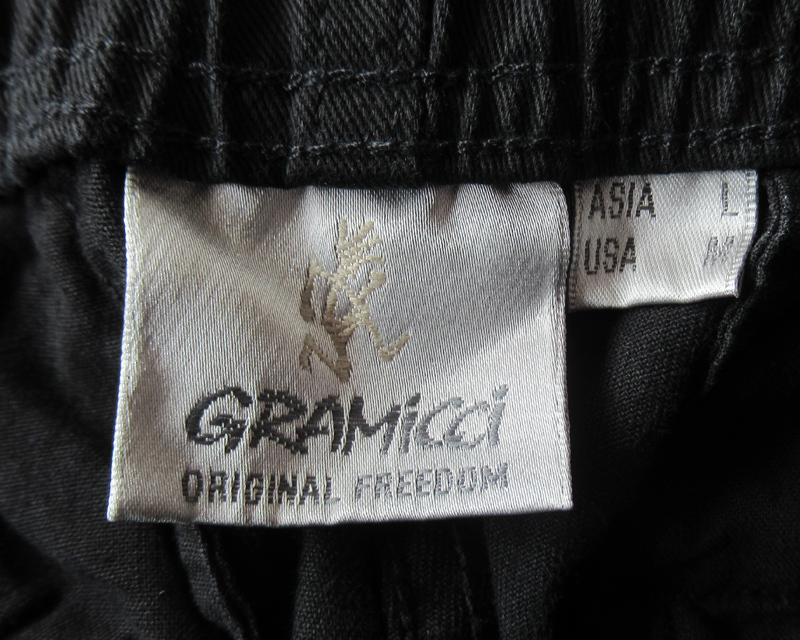 GRAMiCCi
ORIGINAL FREEDOM
ASIA L
USA M